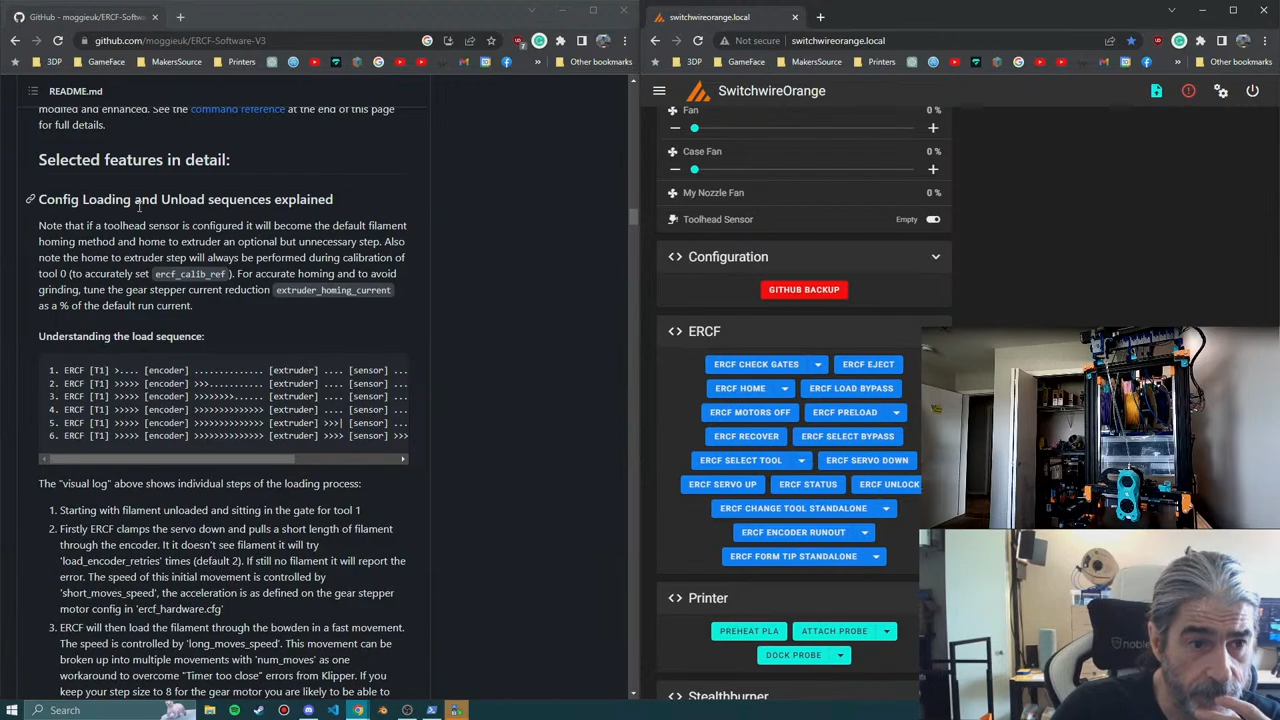 GitHub - moggieuk/ERCF-Softw
github.com/moggieuk/ERCF-Software-V3
3DP
GameFace
MakersSource
Printers
Other bookmarks
README.md
modified and enhanced. See the command reference at the end of this page
for full details.
Selected features in detail:
Config Loading and Unload sequences explained
Note that if a toolhead sensor is configured it will become the default filament
homing method and home to extruder an optional but unnecessary step. Also
note the home to extruder step will always be performed during calibration of
tool 0 (to accurately set ercf_calib_ref ). For accurate homing and to avoid
grinding, tune the gear stepper current reduction extruder_homing_current
as a % of the default run current.
Understanding the load sequence:
1. ERCF [T1] >.... [encoder] ............. [extruder] .... [sensor] ...
2. ERCF [T1] >>>>> [encoder] >>>.......... [extruder] .... [sensor] ...
3. ERCF [T1] >>>>> [encoder] >>>>>>>>..... [extruder] .... [sensor] ...
4. ERCF [T1] >>>>> [encoder] >>>>>>>>>>>>> [extruder] .... [sensor] ...
5. ERCF [T1] >>>>> [encoder] >>>>>>>>>>>>> [extruder] >>>| [sensor] ...
6. ERCF [T1] >>>>> [encoder] >>>>>>>>>>>>> [extruder] >>>> [sensor] >>>
The "visual log" above shows individual steps of the loading process:
1. Starting with filament unloaded and sitting in the gate for tool 1
2. Firstly ERCF clamps the servo down and pulls a short length of filament
through the encoder. It it doesn't see filament it will try
'load_encoder_retries' times (default 2). If still no filament it will report the
error. The speed of this initial movement is controlled by
'short_moves_speed', the acceleration is as defined on the gear stepper
motor config in 'ercf_hardware.cfg'
3. ERCF will then load the filament through the bowden in a fast movement.
The speed is controlled by 'long_moves_speed'. This movement can be
broken up into multiple movements with 'num_moves' as one
workaround to overcome "Timer too close" errors from Klipper. If you
keep your step size to 8 for the gear motor you are likely to be able to
Search
switchwireorange.local
Not secure
switchwireorange.local
3DP
GameFace
MakersSource
Printers
Other bookmarks
SwitchwireOrange
Fan
0 %
Case Fan
0 %
My Nozzle Fan
0 %
Toolhead Sensor
Empty
Configuration
GITHUB BACKUP
ERCF
ERCF CHECK GATES
ERCF EJECT
ERCF HOME
ERCF LOAD BYPASS
ERCF MOTORS OFF
ERCF PRELOAD
ERCF RECOVER
ERCF SELECT BYPASS
ERCF SELECT TOOL
ERCF SERVO DOWN
ERCF SERVO UP
ERCF STATUS
ERCF UNLOCK
ERCF CHANGE TOOL STANDALONE
ERCF ENCODER RUNOUT
ERCF FORM TIP STANDALONE
Printer
PREHEAT PLA
ATTACH PROBE
DOCK PROBE
Stealthburner
noble